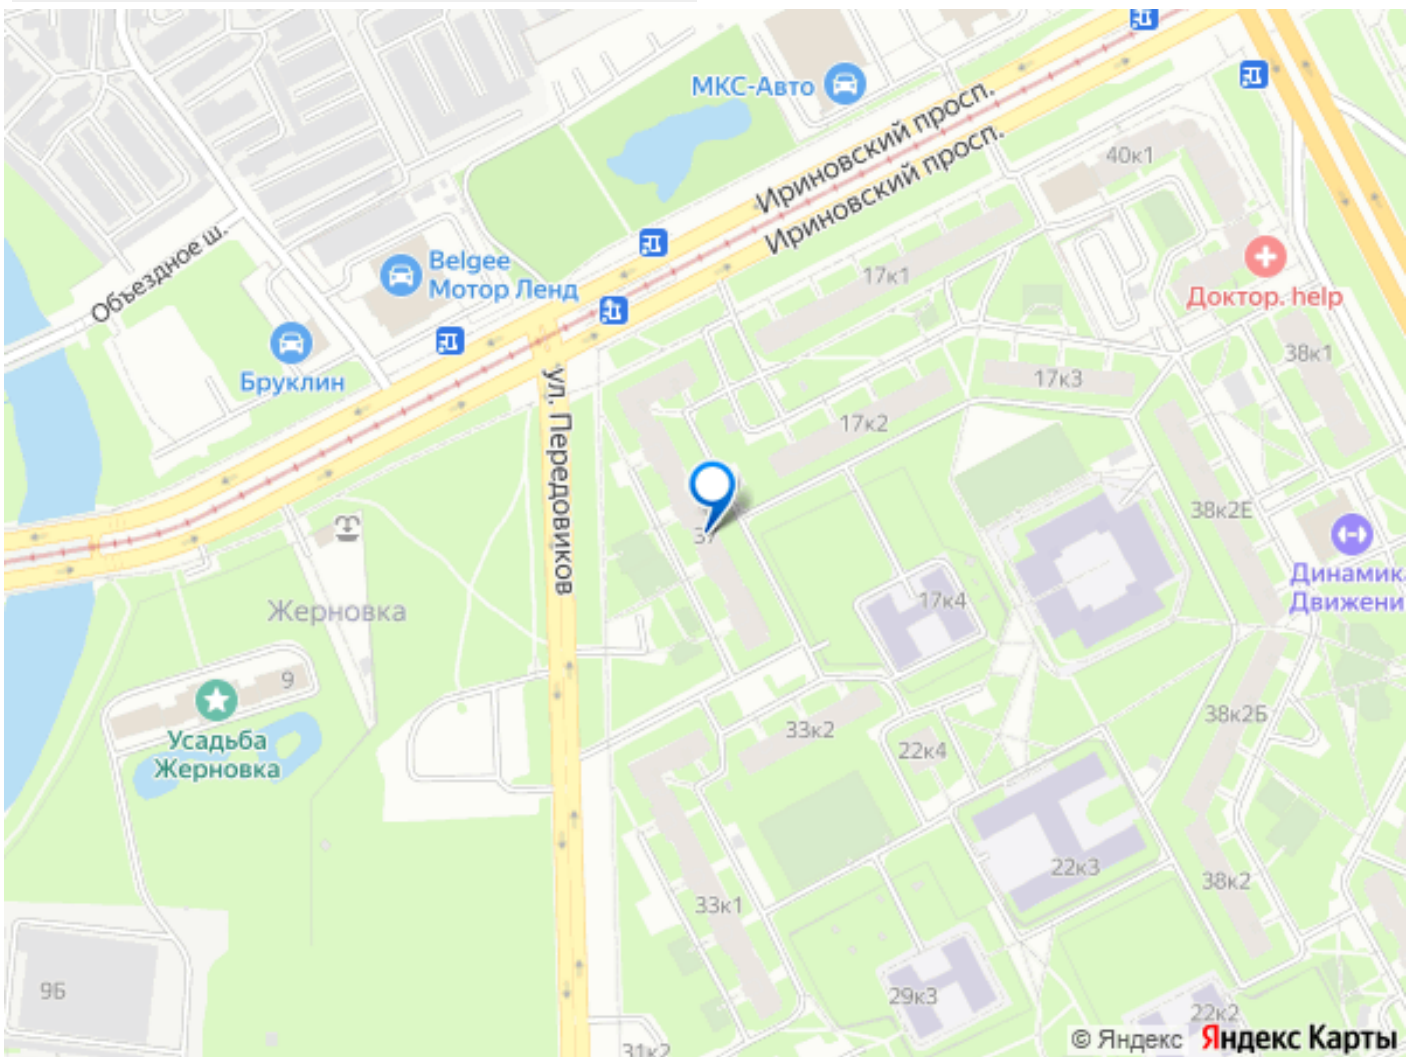 МКС-Авто
Ириновский просп.
Ириновский просп.
40к1
Объездное ш.
Belgee
Мотор Ленд
17к1
Доктор. help
Бруклин
38к1
17к3
ул. Передовиков
17к2
38к2Е
Динамик
Движени
17к4
Жерновка
9
38к2Б
Усадьба
Жерновка
33к2
22к4
22к3
38к2
33к1
9Б
29к3
22к2
31к2
© Яндекс Яндекс Карты